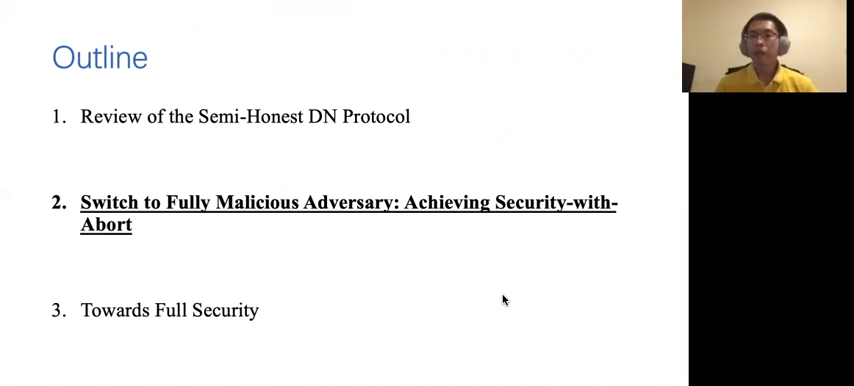 Outline
1. Review of the Semi-Honest DN Protocol
2. Switch to Fully Malicious Adversary: Achieving Security-with-
Abort
3. Towards Full Security